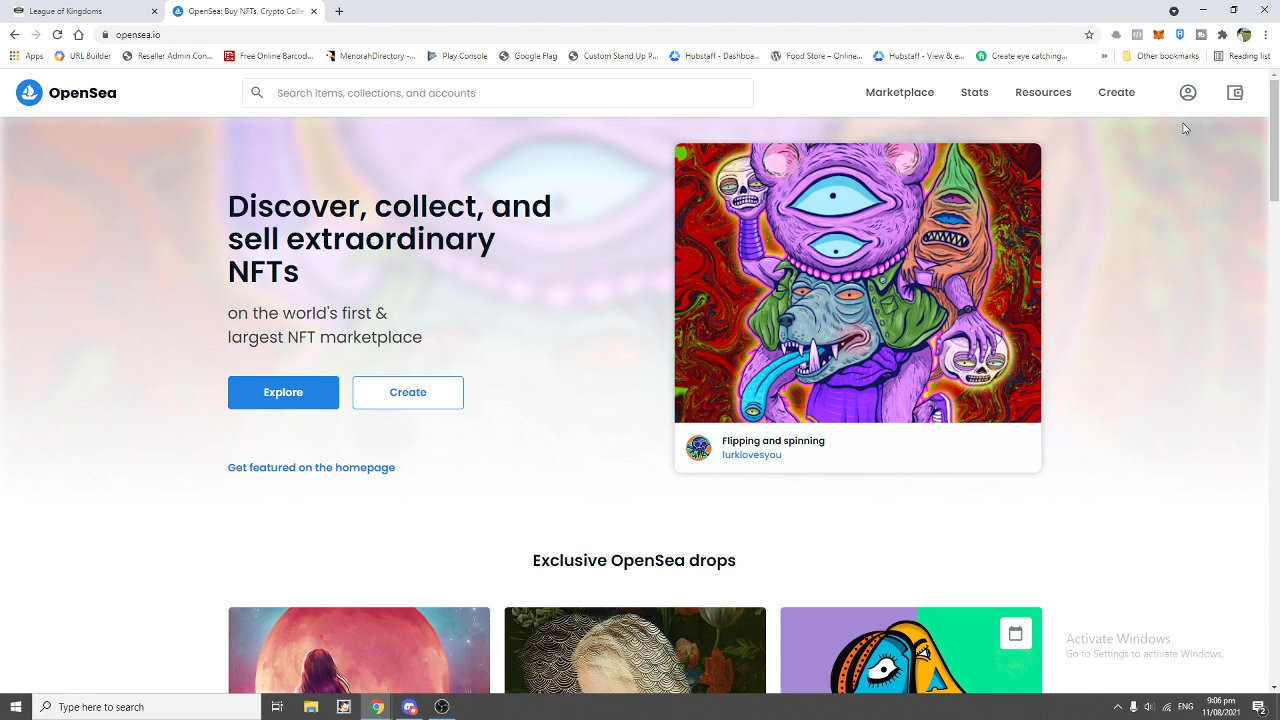 League of Kingdoms
OpenSea: Buy NFTs, Crypto Colle
opensea.io
Apps
URL Builder
Reseller Admin Con...
Free Online Barcod...
MenorahDirectory -...
Play Console
Google Flag
Custom Stand Up P...
Hubstaff - Dashboa...
Food Store – Online...
Hubstaff - View & e...
Create eye catching...
»
Other bookmarks
Reading list
OpenSea
Search items, collections, and accounts
Marketplace
Stats
Resources
Create
Discover, collect, and
sell extraordinary
NFTs
on the world's first &
largest NFT marketplace
Explore
Create
Flipping and spinning
lurklovesyou
Get featured on the homepage
Exclusive OpenSea drops
Activate Windows
Go to Settings to activate Windows.
Type here to search
ENG
9:06 pm
11/08/2021
2